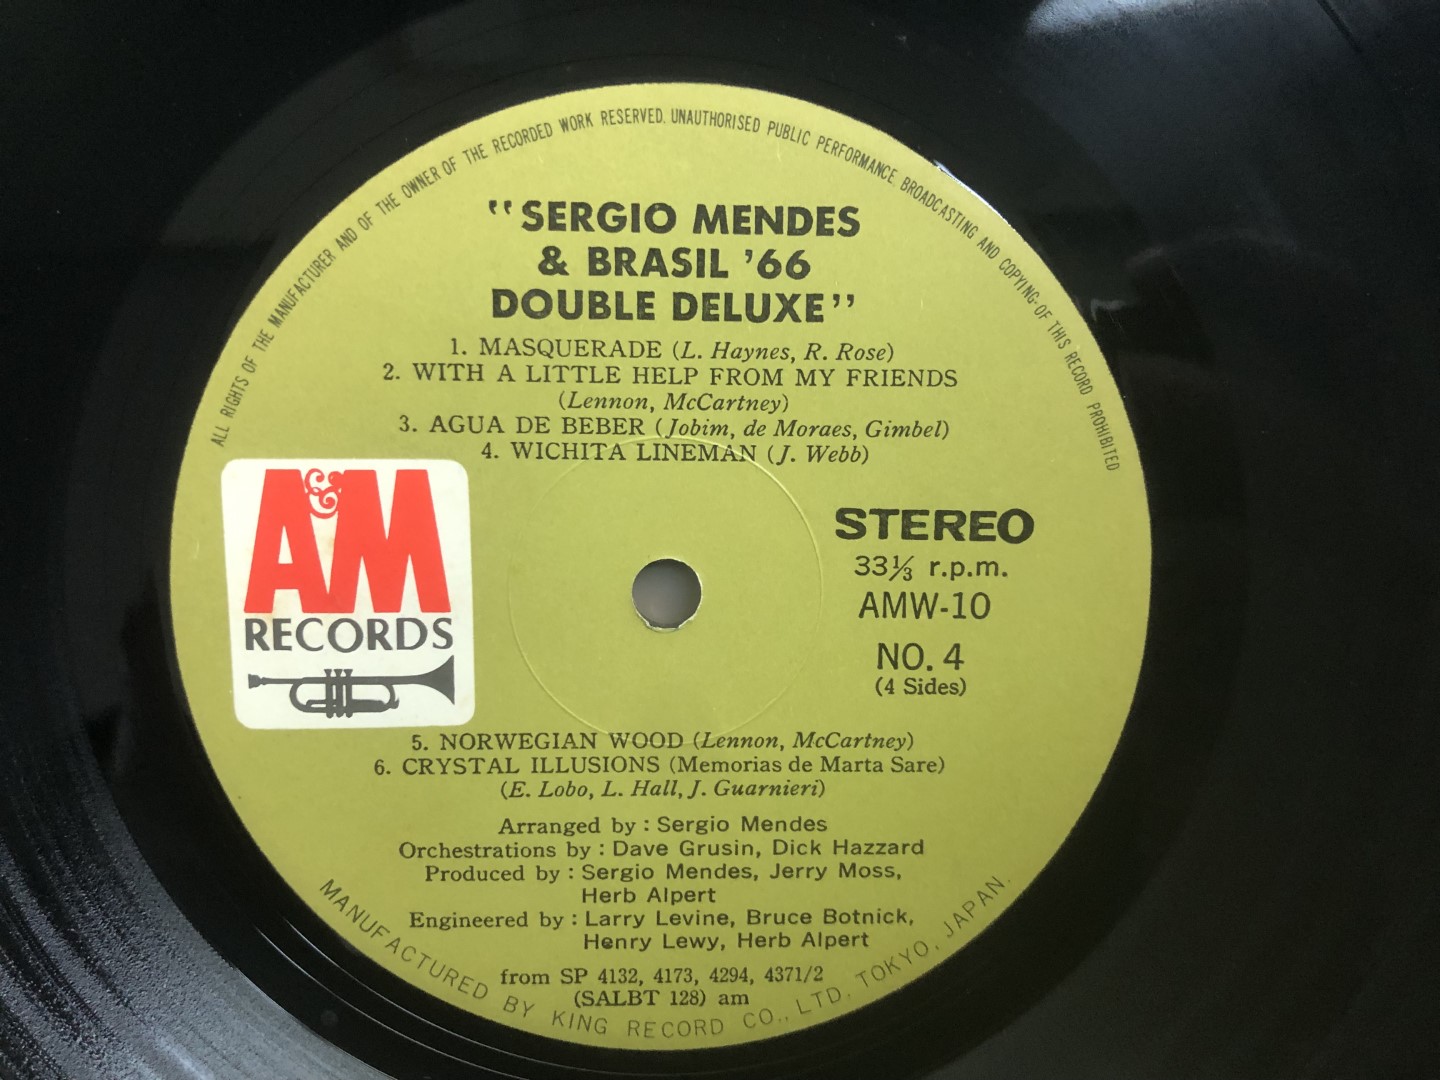 ALL RIGHTS OF THE MANUFACTURER AND OF THE OWNER OF THE RECORDED WORK RESERVED. UNAUTHORISED PUBLIC PERFORMANCE. BROADCASTING AND COPYING OF THIS RECORD PROHIBITED
"SERGIO MENDES
& BRASIL '66
DOUBLE DELUXE"
1. MASQUERADE (L. Haynes, R. Rose)
2. WITH A LITTLE HELP FROM MY FRIENDS
(Lennon, McCartney)
3. AGUA DE BEBER (Jobim, de Moraes, Gimbel)
4. WICHITA LINEMAN (J. Webb)
A&M
RECORDS
STEREO
33⅓ r.p.m.
AMW-10
NO. 4
(4 Sides)
5. NORWEGIAN WOOD (Lennon, McCartney)
6. CRYSTAL ILLUSIONS (Memorias de Marta Sare)
(E. Lobo, L. Hall, J. Guarnieri)
Arranged by : Sergio Mendes
Orchestrations by : Dave Grusin, Dick Hazzard
Produced by : Sergio Mendes, Jerry Moss,
Herb Alpert
Engineered by : Larry Levine, Bruce Botnick,
Henry Lewy, Herb Alpert
from SP 4132, 4173, 4294, 4371/2
(SALBT 128) am
MANUFACTURED BY KING RECORD CO., LTD. TOKYO, JAPAN.